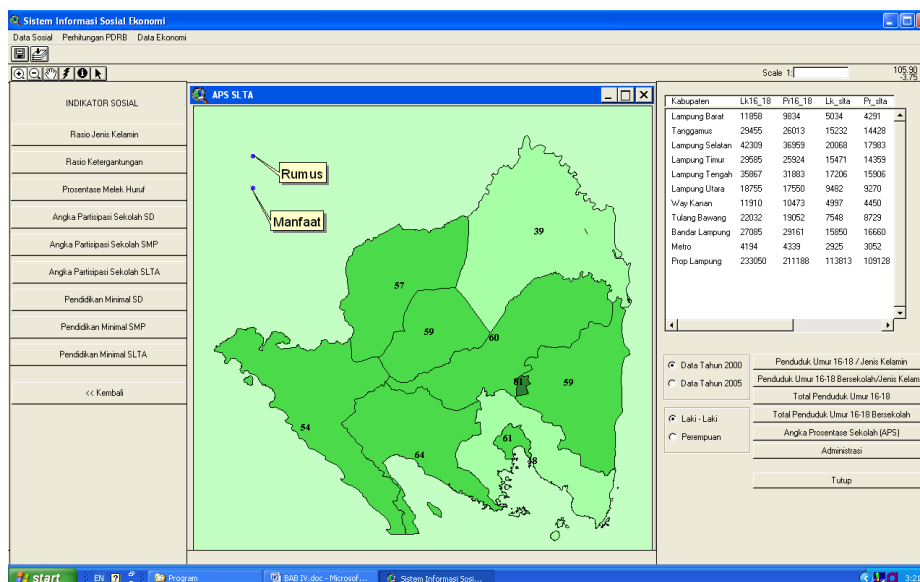 Sistem Informasi Sosial Ekonomi
Data Sosial Perhitungan PDRB Data Ekonomi
Scale 1:
105.90
-3.75
INDIKATOR SOSIAL
Rasio Jenis Kelamin
Rasio Ketergantungan
Prosentase Melek Huruf
Angka Partisipasi Sekolah SD
Angka Partisipasi Sekolah SMP
Angka Partisipasi Sekolah SLTA
Pendidikan Minimal SD
Pendidikan Minimal SMP
Pendidikan Minimal SLTA
<< Kembali
APS SLTA
Rumus
Manfaat
39
57
59
60
81
59
54
64
61
48
Kabupaten Lk16_18 Pr16_18 Lk_slta Pr_slta
Lampung Barat 11858 9834 5034 4291
Tanggamus 29455 26013 15232 14428
Lampung Selatan 42309 36959 20068 17983
Lampung Timur 29585 25924 15471 14359
Lampung Tengah 35867 31883 17206 15906
Lampung Utara 18755 17550 9482 9270
Way Kanan 11910 10473 4997 4450
Tulang Bawang 22032 19052 7548 8729
Bandar Lampung 27085 29161 15850 16660
Metro 4194 4339 2925 3052
Prop Lampung 233050 211188 113813 109128
Data Tahun 2000
Data Tahun 2005
Laki - Laki
Perempuan
Penduduk Umur 16-18 / Jenis Kelamin
Penduduk Umur 16-18 Bersekolah/Jenis Kelam
Total Penduduk Umur 16-18
Total Penduduk Umur 16-18 Bersekolah
Angka Prosentase Sekolah (APS)
Administrasi
Tutup
start EN Program BAB IV.doc - Microsof... Sistem Informasi Sosi...